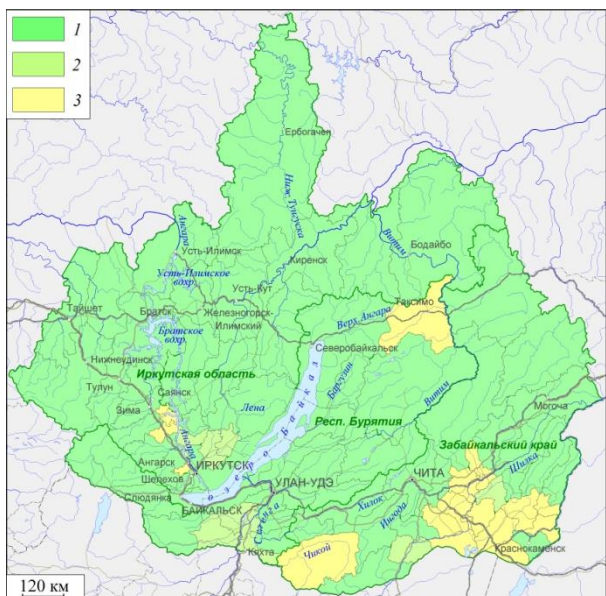 1
2
3
Ербогачен
Ниж. Тунгуска
Ангара
Усть-Илимск
Усть-Илимское
вдхр.
Киренск
Витим
Бодайбо
Усть-Кут
Тайшет
Братск
Железногорск-
Илимский
Братское
вдхр.
Таксимо
Верх. Ангара
Северобайкальск
Нижнеудинск
Иркутская область
Баргузин
Тулун
Саянск
Зима
Лена
озеро Байкал
Витим
Респ. Бурятия
Могоча
Ангара
Забайкальский край
Ангарск
ИРКУТСК
Шелехов
Слюдянка
УЛАН-УДЭ
ЧИТА
Шилка
БАЙКАЛЬСК
Селенга
Хилок
Ингода
Кяхта
Чикой
Краснокаменск
120 км